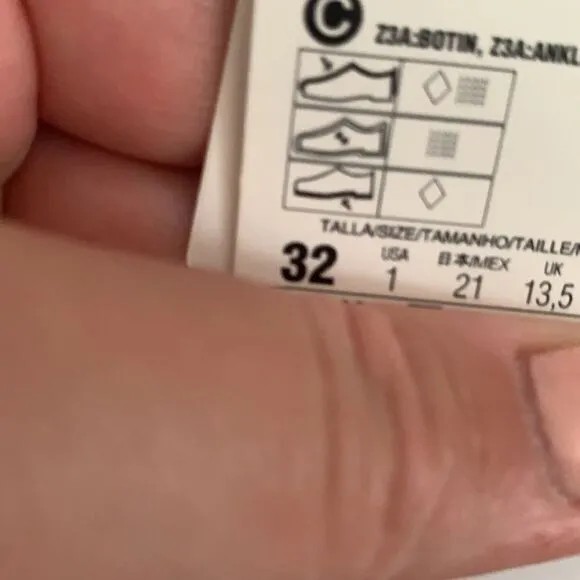 C
Z3A:BOTIN, Z3A:ANKL
TALLA/SIZE/TAMANHO/TAILLE/
32 USA 日本/MEX UK
1 21 13,5